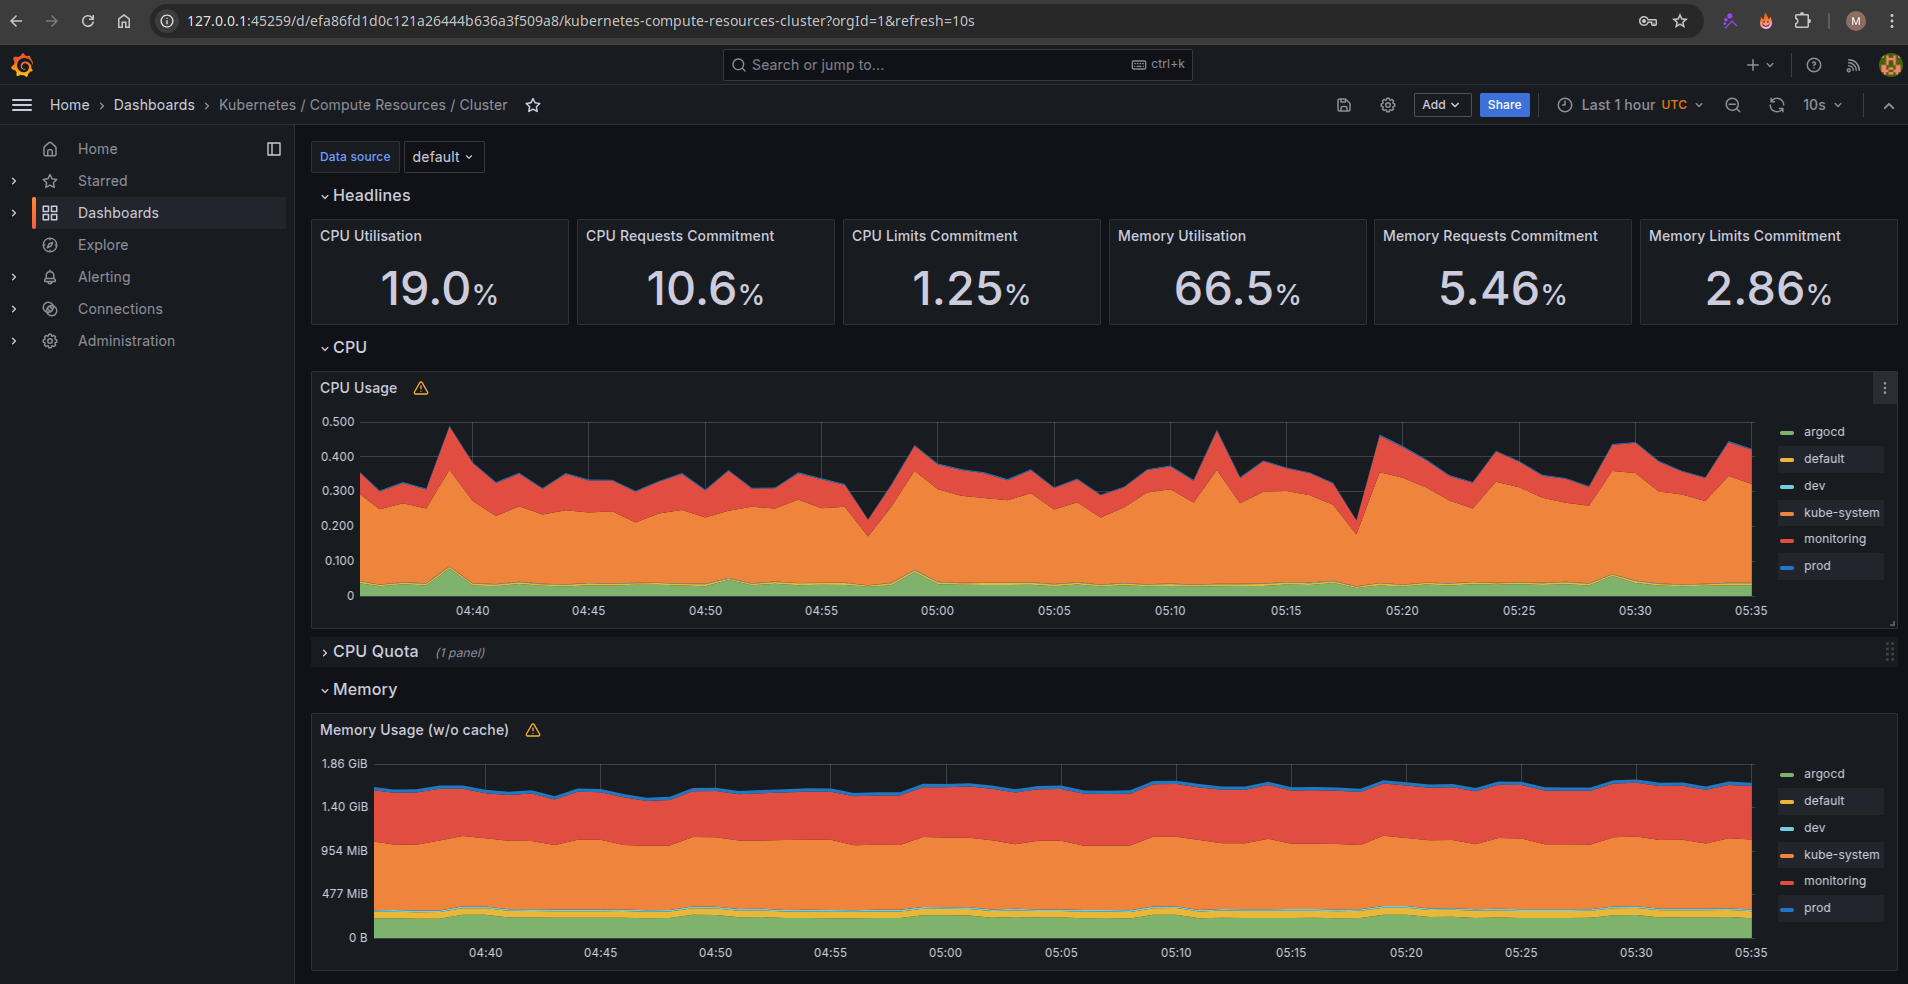 127.0.0.1:45259/d/efa86fd1d0c121a26444b636a3f509a8/kubernetes-compute-resources-cluster?orgId=1&refresh=10s
M
Search or jump to...
ctrl+k
Home › Dashboards › Kubernetes / Compute Resources / Cluster
Add
Share
Last 1 hour UTC
10s
Home
Starred
Dashboards
Explore
Alerting
Connections
Administration
Data source
default
Headlines
CPU Utilisation
19.0%
CPU Requests Commitment
10.6%
CPU Limits Commitment
1.25%
Memory Utilisation
66.5%
Memory Requests Commitment
5.46%
Memory Limits Commitment
2.86%
CPU
CPU Usage
0.500
0.400
0.300
0.200
0.100
0
04:40 04:45 04:50 04:55 05:00 05:05 05:10 05:15 05:20 05:25 05:30 05:35
argocd
default
dev
kube-system
monitoring
prod
CPU Quota (1 panel)
Memory
Memory Usage (w/o cache)
1.86 GiB
1.40 GiB
954 MiB
477 MiB
0 B
04:40 04:45 04:50 04:55 05:00 05:05 05:10 05:15 05:20 05:25 05:30 05:35
argocd
default
dev
kube-system
monitoring
prod